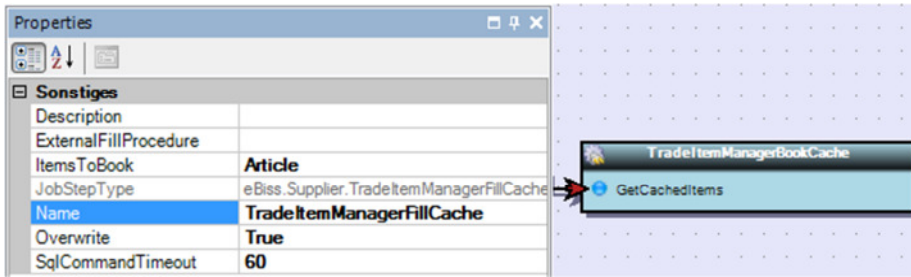 Properties
Sonstiges
Description
ExternalFillProcedure
ItemsToBook Article
JobStepType eBiss.Supplier.TradeItemManagerFillCache
Name TradeItemManagerFillCache
Overwrite True
SqlCommandTimeout 60
TradeItemManagerBookCache
GetCachedItems